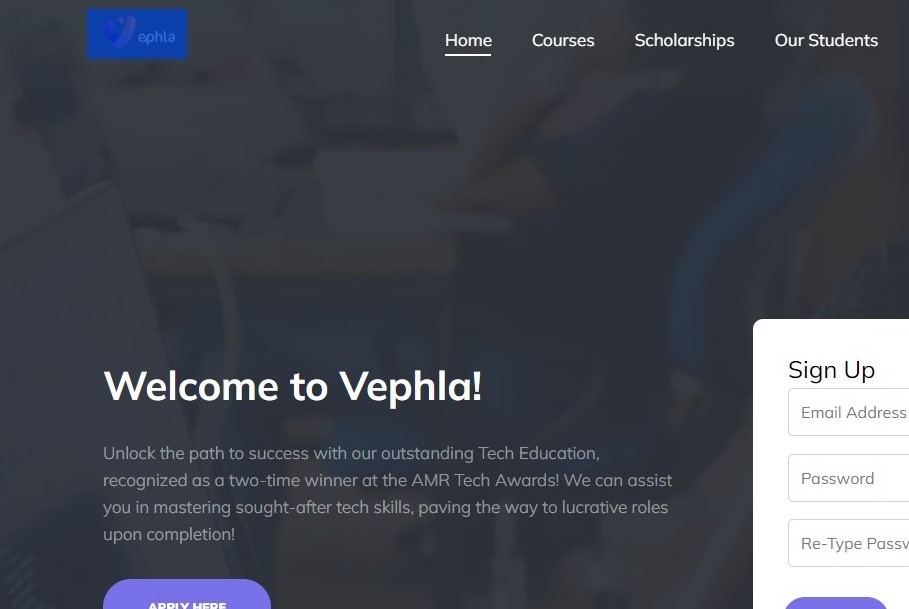 Vephla
Home Courses Scholarships Our Students
Welcome to Vephla!
Unlock the path to success with our outstanding Tech Education,
recognized as a two-time winner at the AMR Tech Awards! We can assist
you in mastering sought-after tech skills, paving the way to lucrative roles
upon completion!
APPLY HERE
Sign Up
Email Address
Password
Re-Type Passw